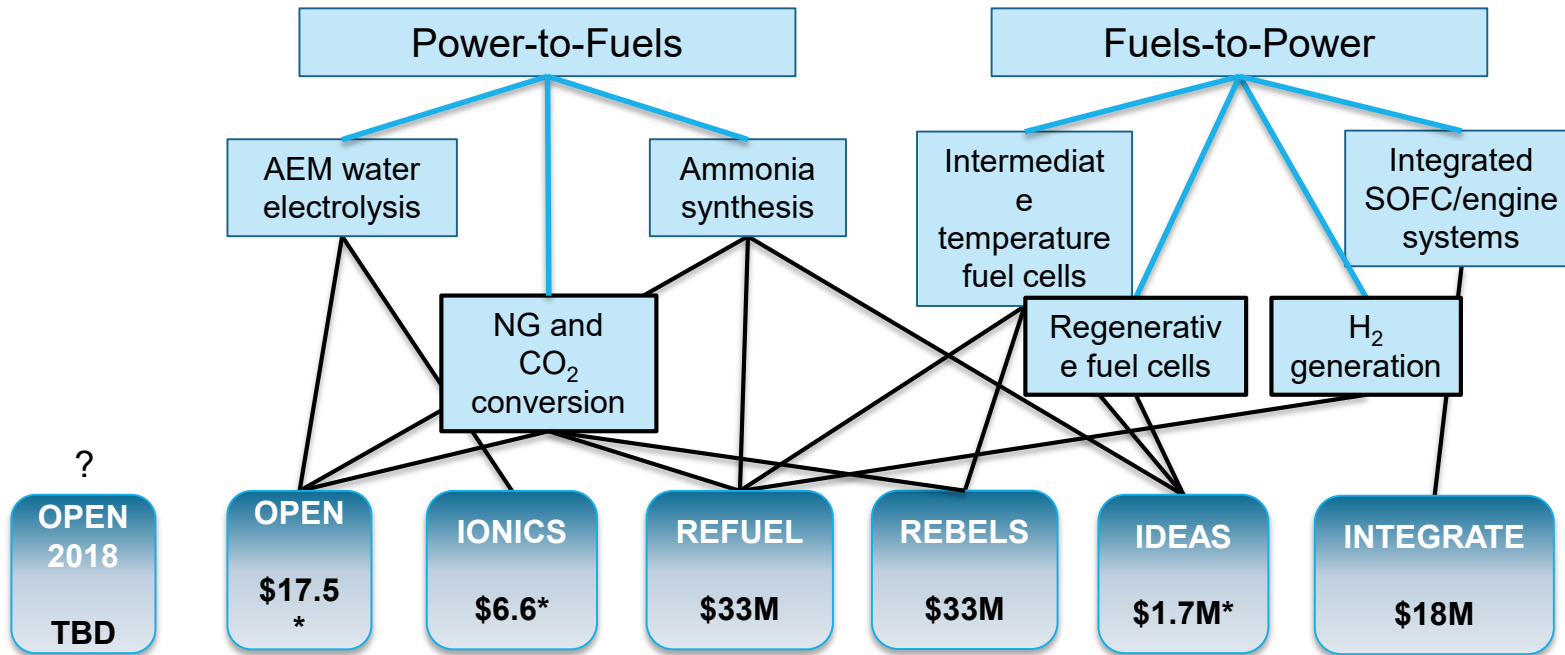 Power-to-Fuels
Fuels-to-Power
AEM water
electrolysis
Ammonia
synthesis
Intermediat
e
temperature
fuel cells
Integrated
SOFC/engine
systems
NG and
CO₂
conversion
Regenerativ
e fuel cells
H₂
generation
?
OPEN
2018
TBD
OPEN
$17.5
*
IONICS
$6.6*
REFUEL
$33M
REBELS
$33M
IDEAS
$1.7M*
INTEGRATE
$18M